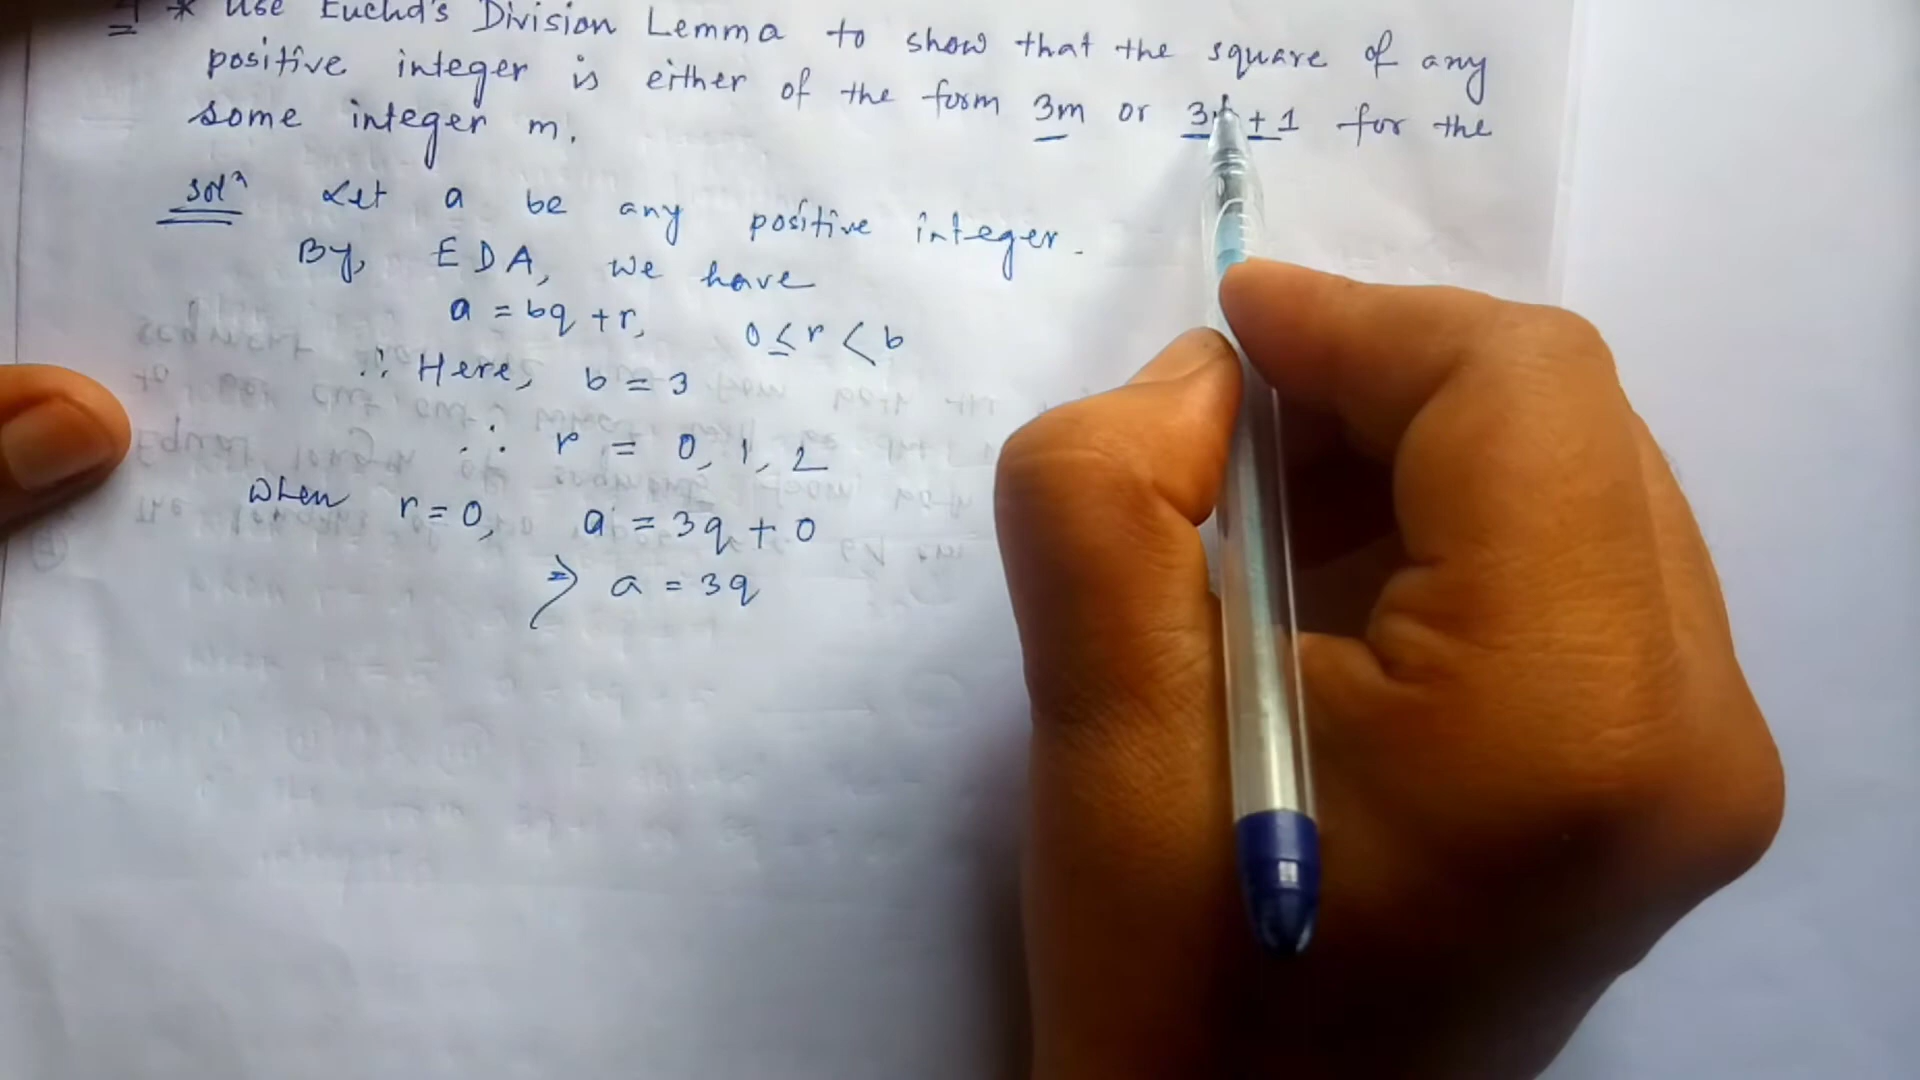 * Use Euclid's Division Lemma to show that the square of any
positive integer is either of the form 3m or 3m + 1 for the
some integer m.
Soln Let a be any positive integer.
By, EDA, we have
a = bq + r, 0 ≤ r < b
∴ Here, b = 3
∴ r = 0, 1, 2
When r = 0, a = 3q + 0
⇒ a = 3q